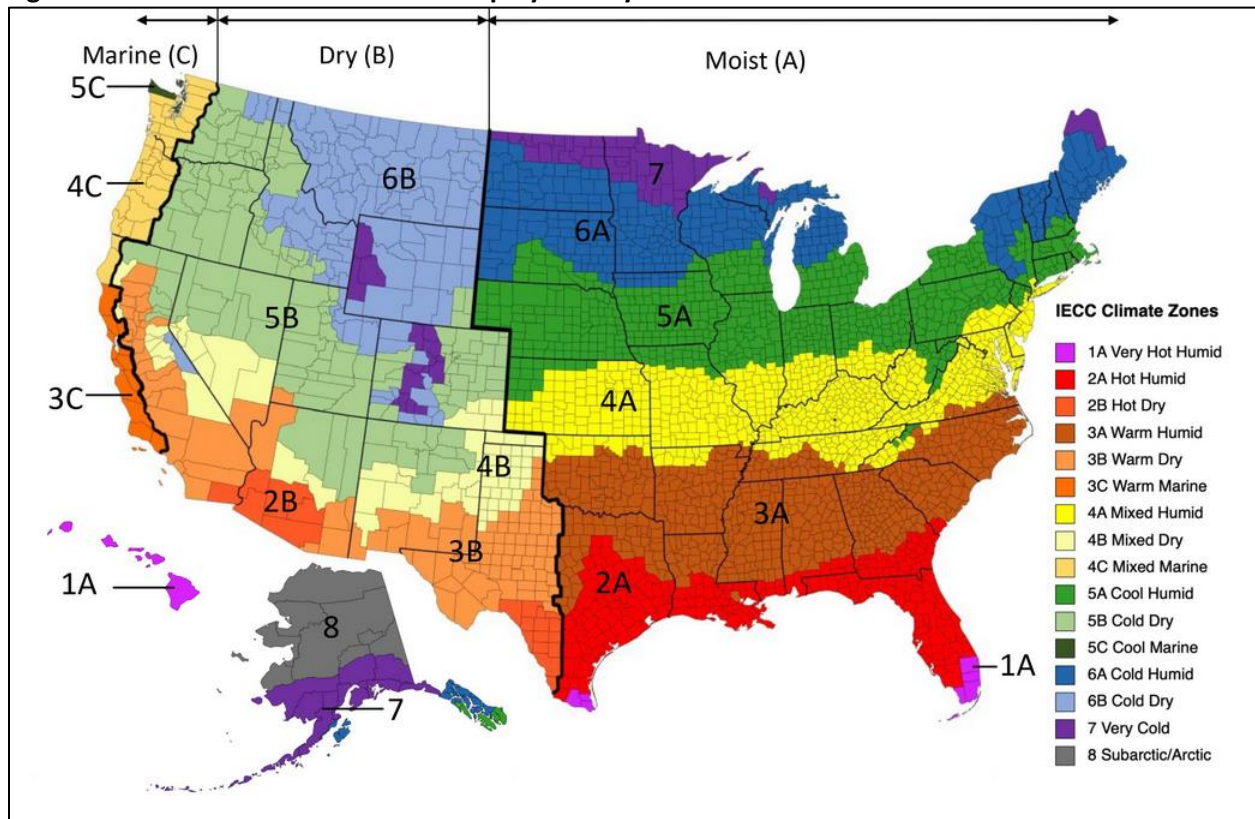 Marine (C)
Dry (B)
Moist (A)
5C
4C
6B
7
6A
5B
5A
3C
4A
4B
2B
3A
3B
2A
1A
8
1A
7
IECC Climate Zones
1A Very Hot Humid
2A Hot Humid
2B Hot Dry
3A Warm Humid
3B Warm Dry
3C Warm Marine
4A Mixed Humid
4B Mixed Dry
4C Mixed Marine
5A Cool Humid
5B Cold Dry
5C Cool Marine
6A Cold Humid
6B Cold Dry
7 Very Cold
8 Subarctic/Arctic